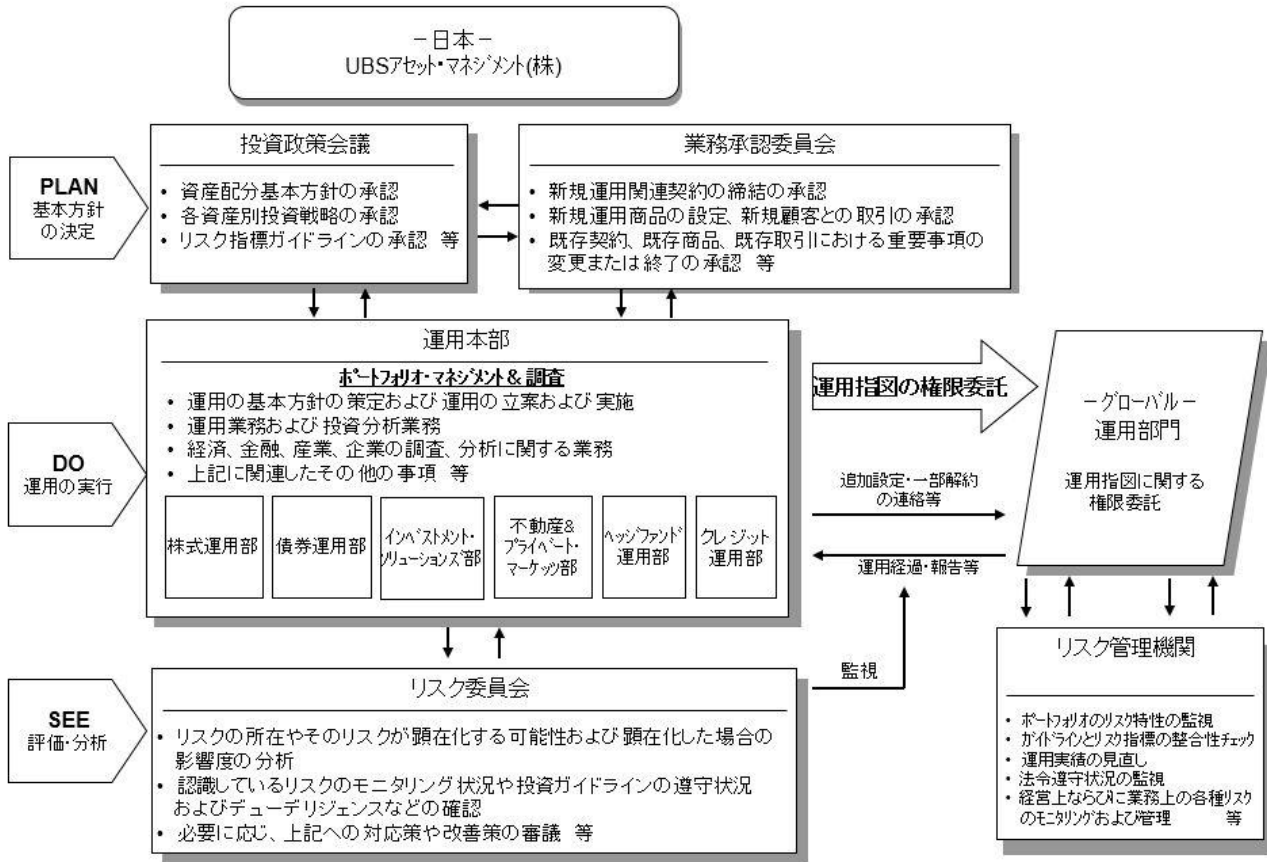 －日本－
UBSアセット・マネジメント(株)
PLAN
基本方針
の決定
投資政策会議
• 資産配分基本方針の承認
• 各資産別投資戦略の承認
• リスク指標ガイドラインの承認 等
業務承認委員会
• 新規運用関連契約の締結の承認
• 新規運用商品の設定、新規顧客との取引の承認
• 既存契約、既存商品、既存取引における重要事項の
変更または終了の承認 等
DO
運用の実行
運用本部
ポートフォリオ・マネジメント & 調査
• 運用の基本方針の策定および運用の立案および実施
• 運用業務および投資分析業務
• 経済、金融、産業、企業の調査、分析に関する業務
• 上記に関連したその他の事項 等
株式運用部
債券運用部
インベストメント・
ソリューションズ部
不動産&
プライベート・
マーケッツ部
ヘッジファンド
運用部
クレジット
運用部
運用指図の権限委託
追加設定・一部解約
の連絡等
運用経過・報告等
－グローバル－
運用部門
運用指図に関する
権限委託
SEE
評価・分析
リスク委員会
• リスクの所在やそのリスクが顕在化する可能性および顕在化した場合の
影響度の分析
• 認識しているリスクのモニタリング状況や投資ガイドラインの遵守状況
およびデューデリジェンスなどの確認
• 必要に応じ、上記への対応策や改善策の審議 等
監視
リスク管理機関
• ポートフォリオのリスク特性の監視
• ガイドラインとリスク指標の整合性チェック
• 運用実績の見直し
• 法令遵守状況の監視
• 経営上ならびに業務上の各種リスク
のモニタリングおよび管理 等